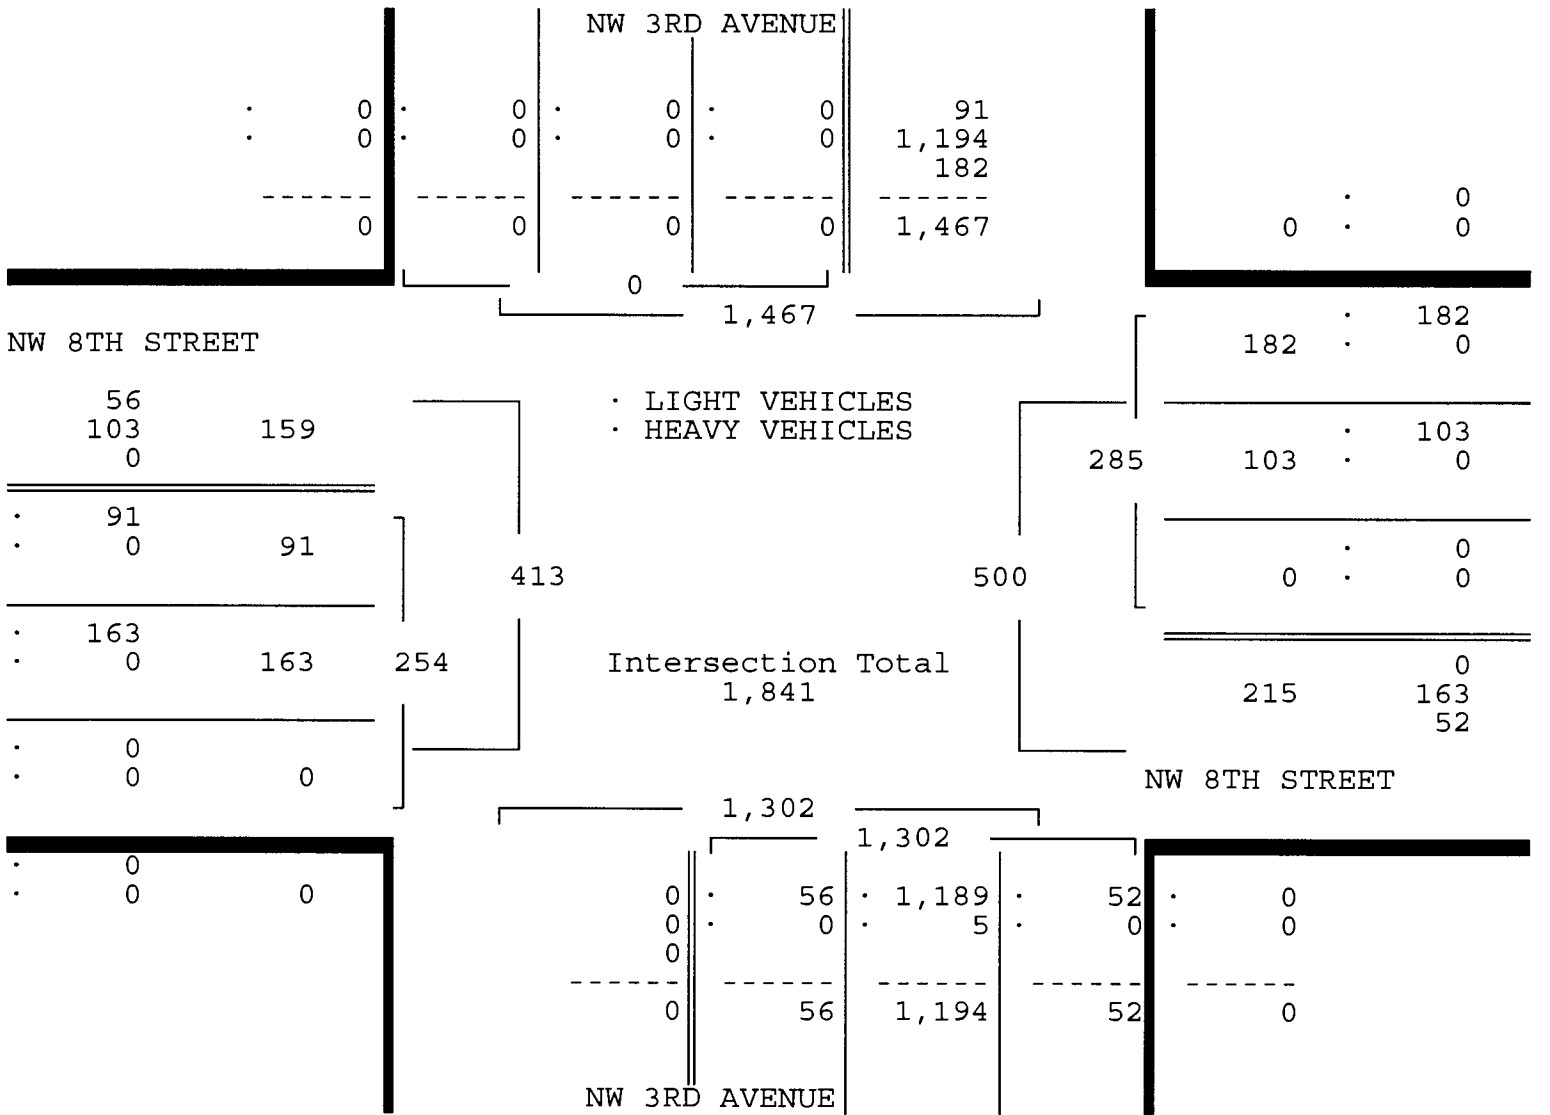 NW 3RD AVENUE
· 0 · 0 · 0 · 0 91
· 0 · 0 · 0 · 0 1,194
182
------ ------ ------ ------ ------ · 0
0 0 0 0 1,467 0 · 0
0
1,467 · 182
NW 8TH STREET 182 · 0
56 · LIGHT VEHICLES
103 159 · HEAVY VEHICLES · 103
0 285 103 · 0
· 91
· 0 91 · 0
413 500 0 · 0
· 163
· 0 163 254 Intersection Total 0
1,841 215 163
52
· 0
· 0 0 NW 8TH STREET
1,302
1,302
· 0
· 0 0 0 · 56 · 1,189 · 52 · 0
0 · 0 · 5 · 0 · 0
0
------ ------ ------ ------ ------
0 56 1,194 52 0
NW 3RD AVENUE